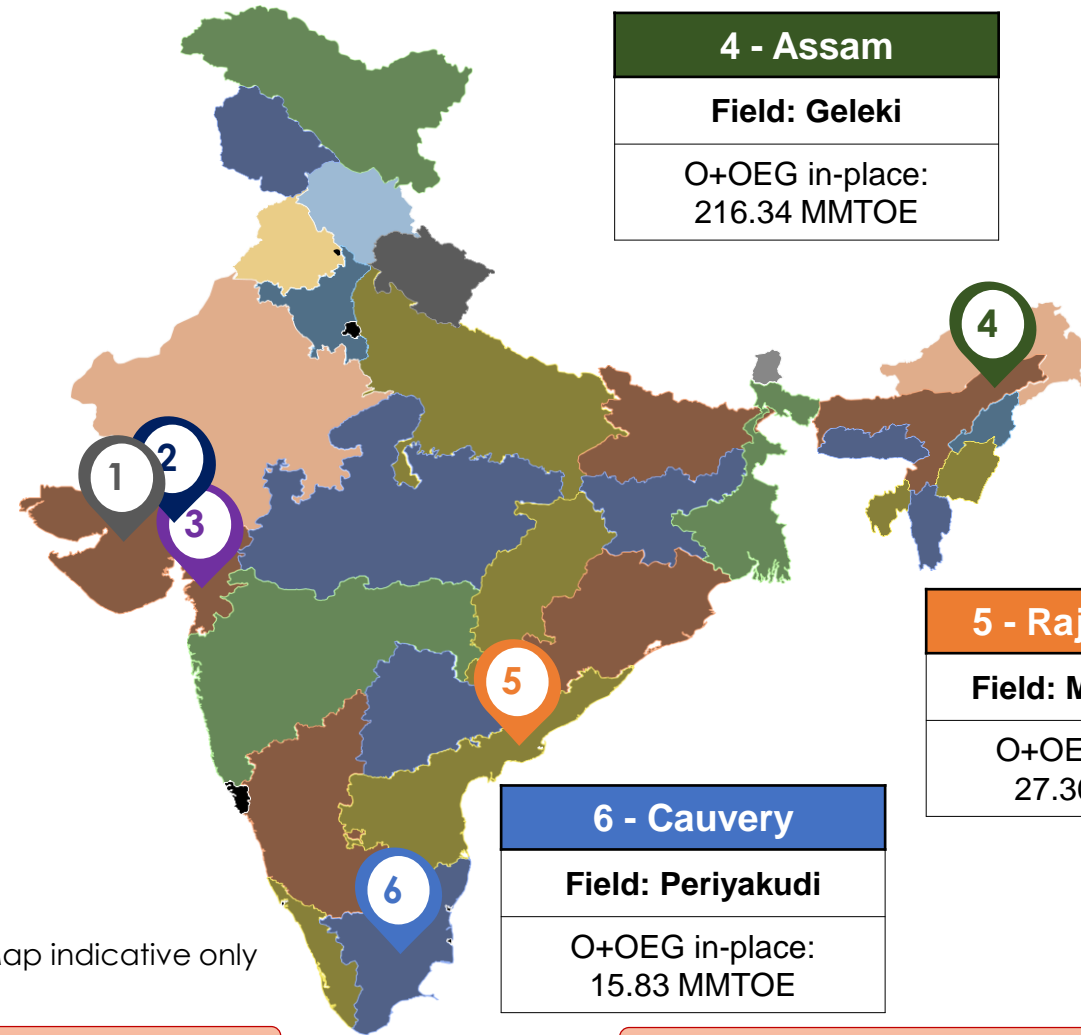 4 - Assam
Field: Geleki
O+OEG in-place:
216.34 MMTOE
4
2
1
3
5 - Raj
Field: M
O+OE
27.3
5
6 - Cauvery
Field: Periyakudi
O+OEG in-place:
15.83 MMTOE
6
ap indicative only